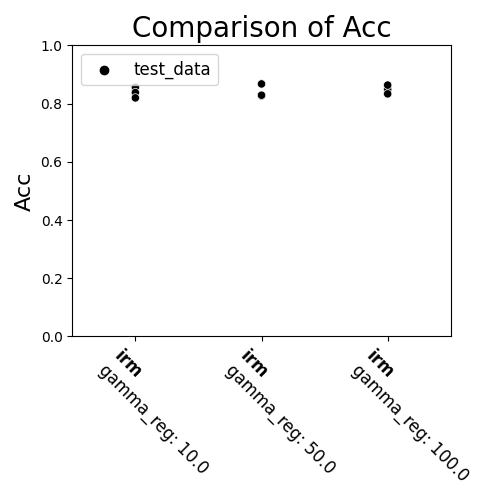 Comparison of Acc
test_data
Acc
1.0
0.8
0.6
0.4
0.2
0.0
irm
gamma_reg: 10.0
irm
gamma_reg: 50.0
irm
gamma_reg: 100.0